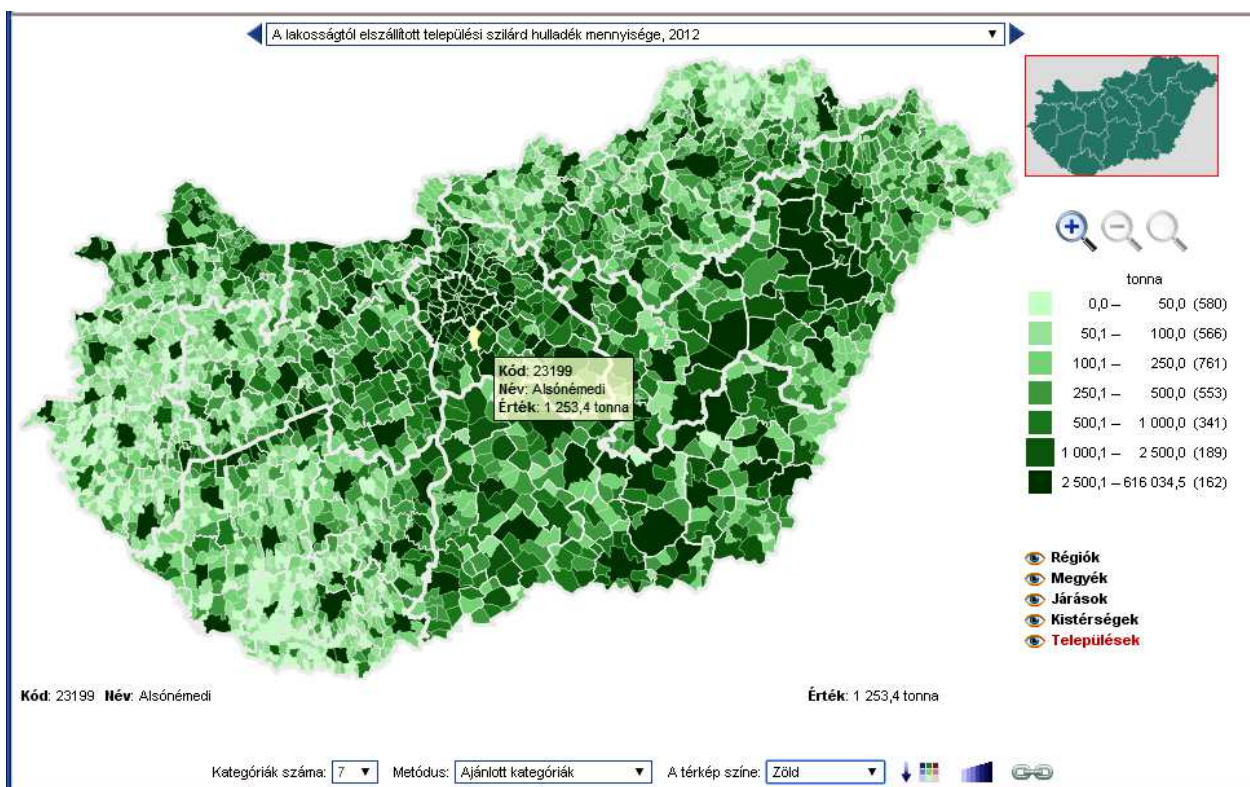 A lakosságtól elszállított települési szilárd hulladék mennyisége, 2012
tonna
0,0 – 50,0 (580)
50,1 – 100,0 (566)
100,1 – 250,0 (761)
250,1 – 500,0 (553)
500,1 – 1 000,0 (341)
1 000,1 – 2 500,0 (189)
2 500,1 – 616 034,5 (162)
Kód: 23199
Név: Alsónémedi
Érték: 1 253,4 tonna
Régiók
Megyék
Járások
Kistérségek
Települések
Kód: 23199 Név: Alsónémedi Érték: 1 253,4 tonna
Kategóriák száma: 7 Metódus: Ajánlott kategóriák A térkép színe: Zöld